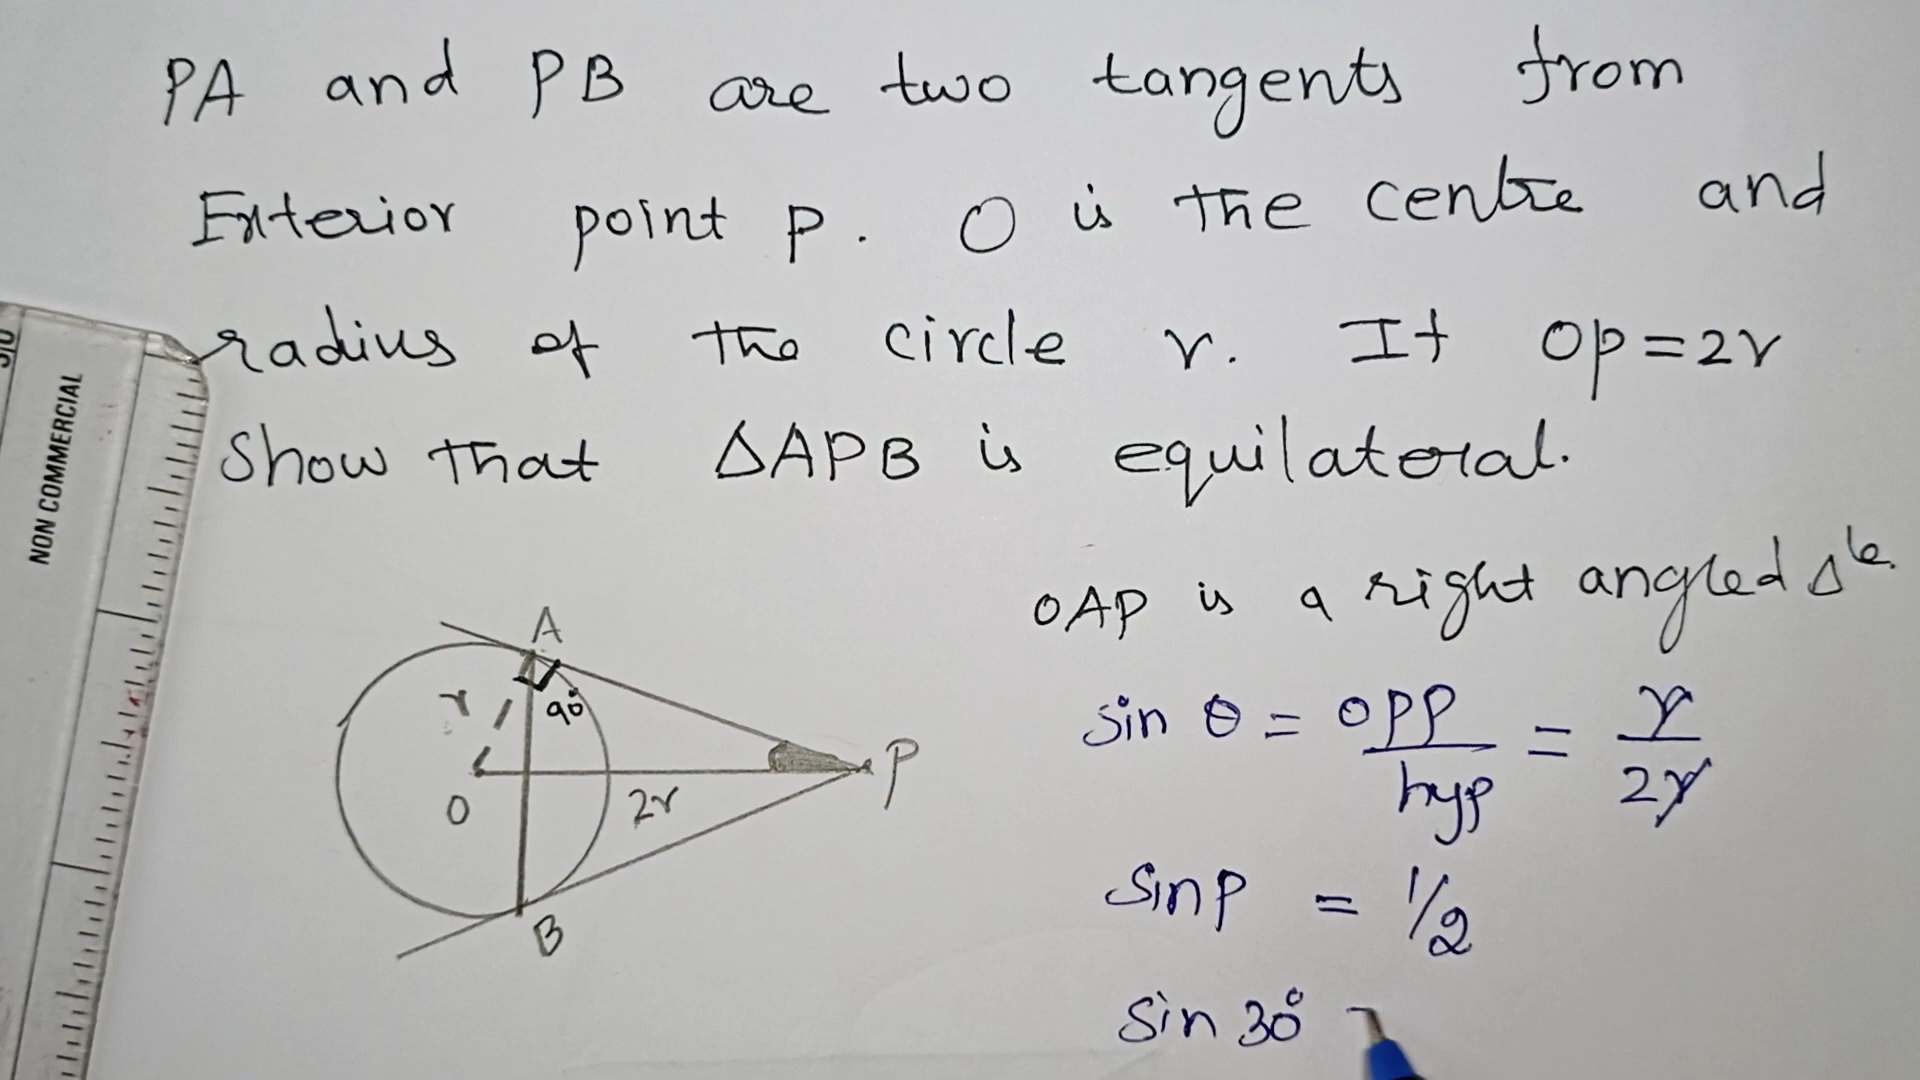 PA and PB are two tangents from
Exterior point P. O is the centre and
radius of the circle r. If OP=2r
Show that ΔAPB is equilateral.
OAP is a right angled Δle.
sin θ = opp/hyp = r/2r
sin P = 1/2
sin 30° =
A
r
90°
P
O
2r
B
NON COMMERCIAL